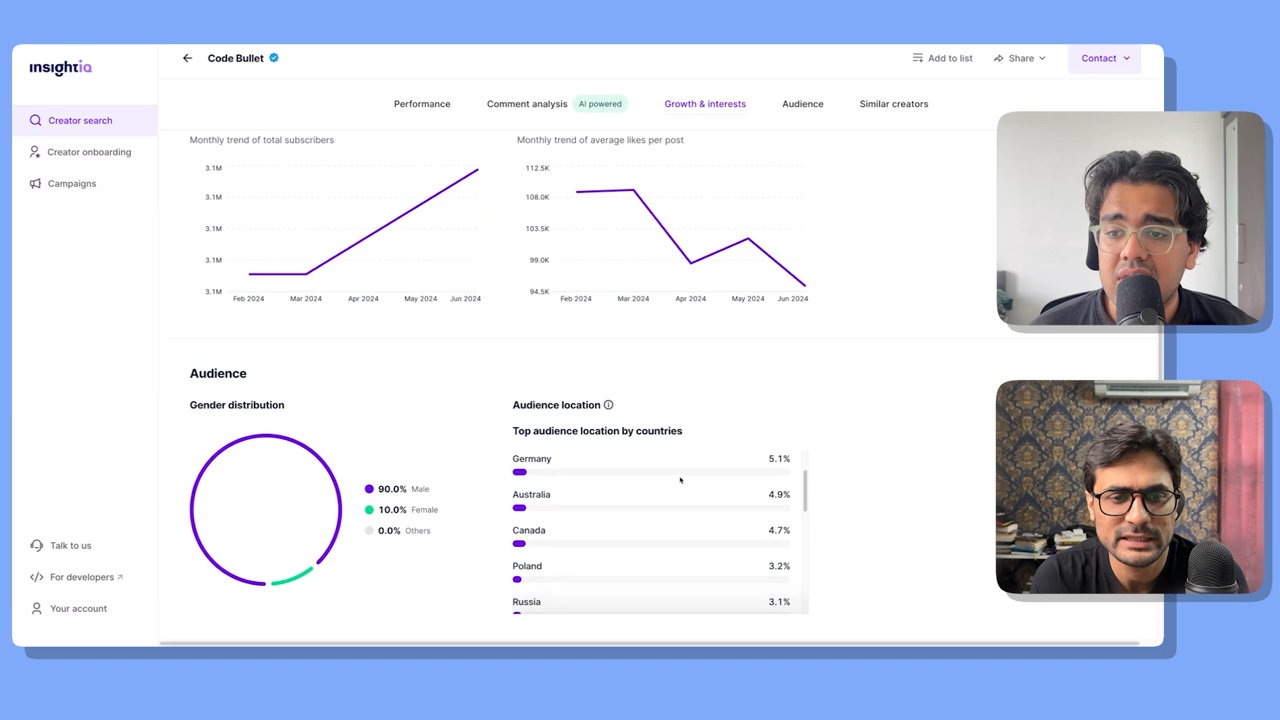 insightiq
Creator search
Creator onboarding
Campaigns
Talk to us
For developers
Your account
Code Bullet
Add to list
Share
Contact
Performance
Comment analysis AI powered
Growth & interests
Audience
Similar creators
Monthly trend of total subscribers
3.1M
3.1M
3.1M
3.1M
3.1M
Feb 2024 Mar 2024 Apr 2024 May 2024 Jun 2024
Monthly trend of average likes per post
112.5K
108.0K
103.5K
99.0K
94.5K
Feb 2024 Mar 2024 Apr 2024 May 2024 Jun 2024
Audience
Gender distribution
90.0% Male
10.0% Female
0.0% Others
Audience location
Top audience location by countries
Germany 5.1%
Australia 4.9%
Canada 4.7%
Poland 3.2%
Russia 3.1%